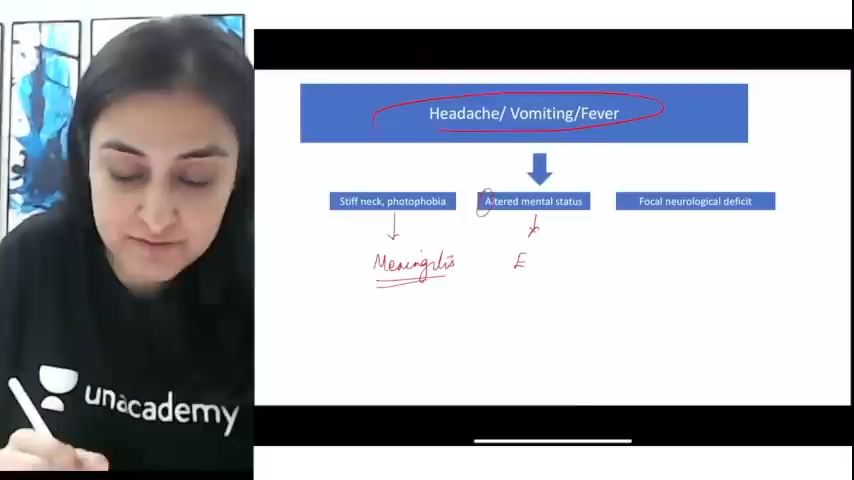 Headache/ Vomiting/Fever
Stiff neck, photophobia
Altered mental status
Focal neurological deficit
Meningitis
E
unacademy